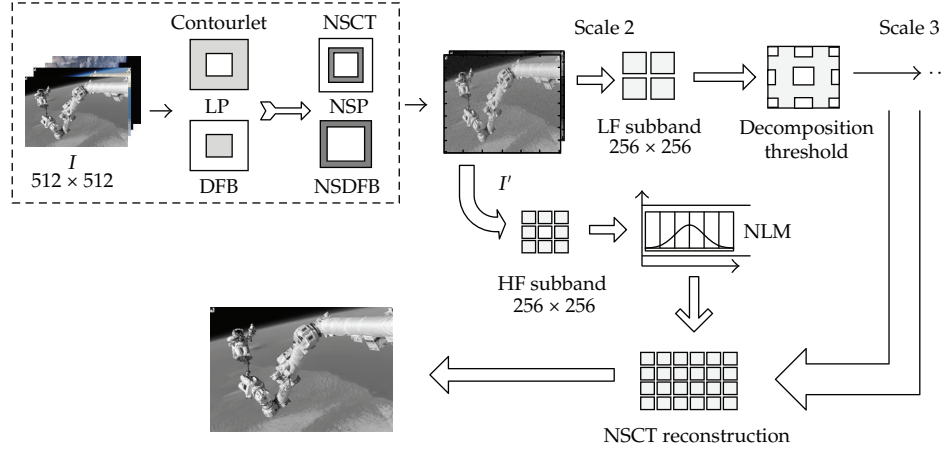 Contourlet
NSCT
Scale 2
Scale 3
LP
NSP
I
512 × 512
DFB
NSDFB
LF subband
256 × 256
Decomposition
threshold
...
I′
NLM
HF subband
256 × 256
NSCT reconstruction